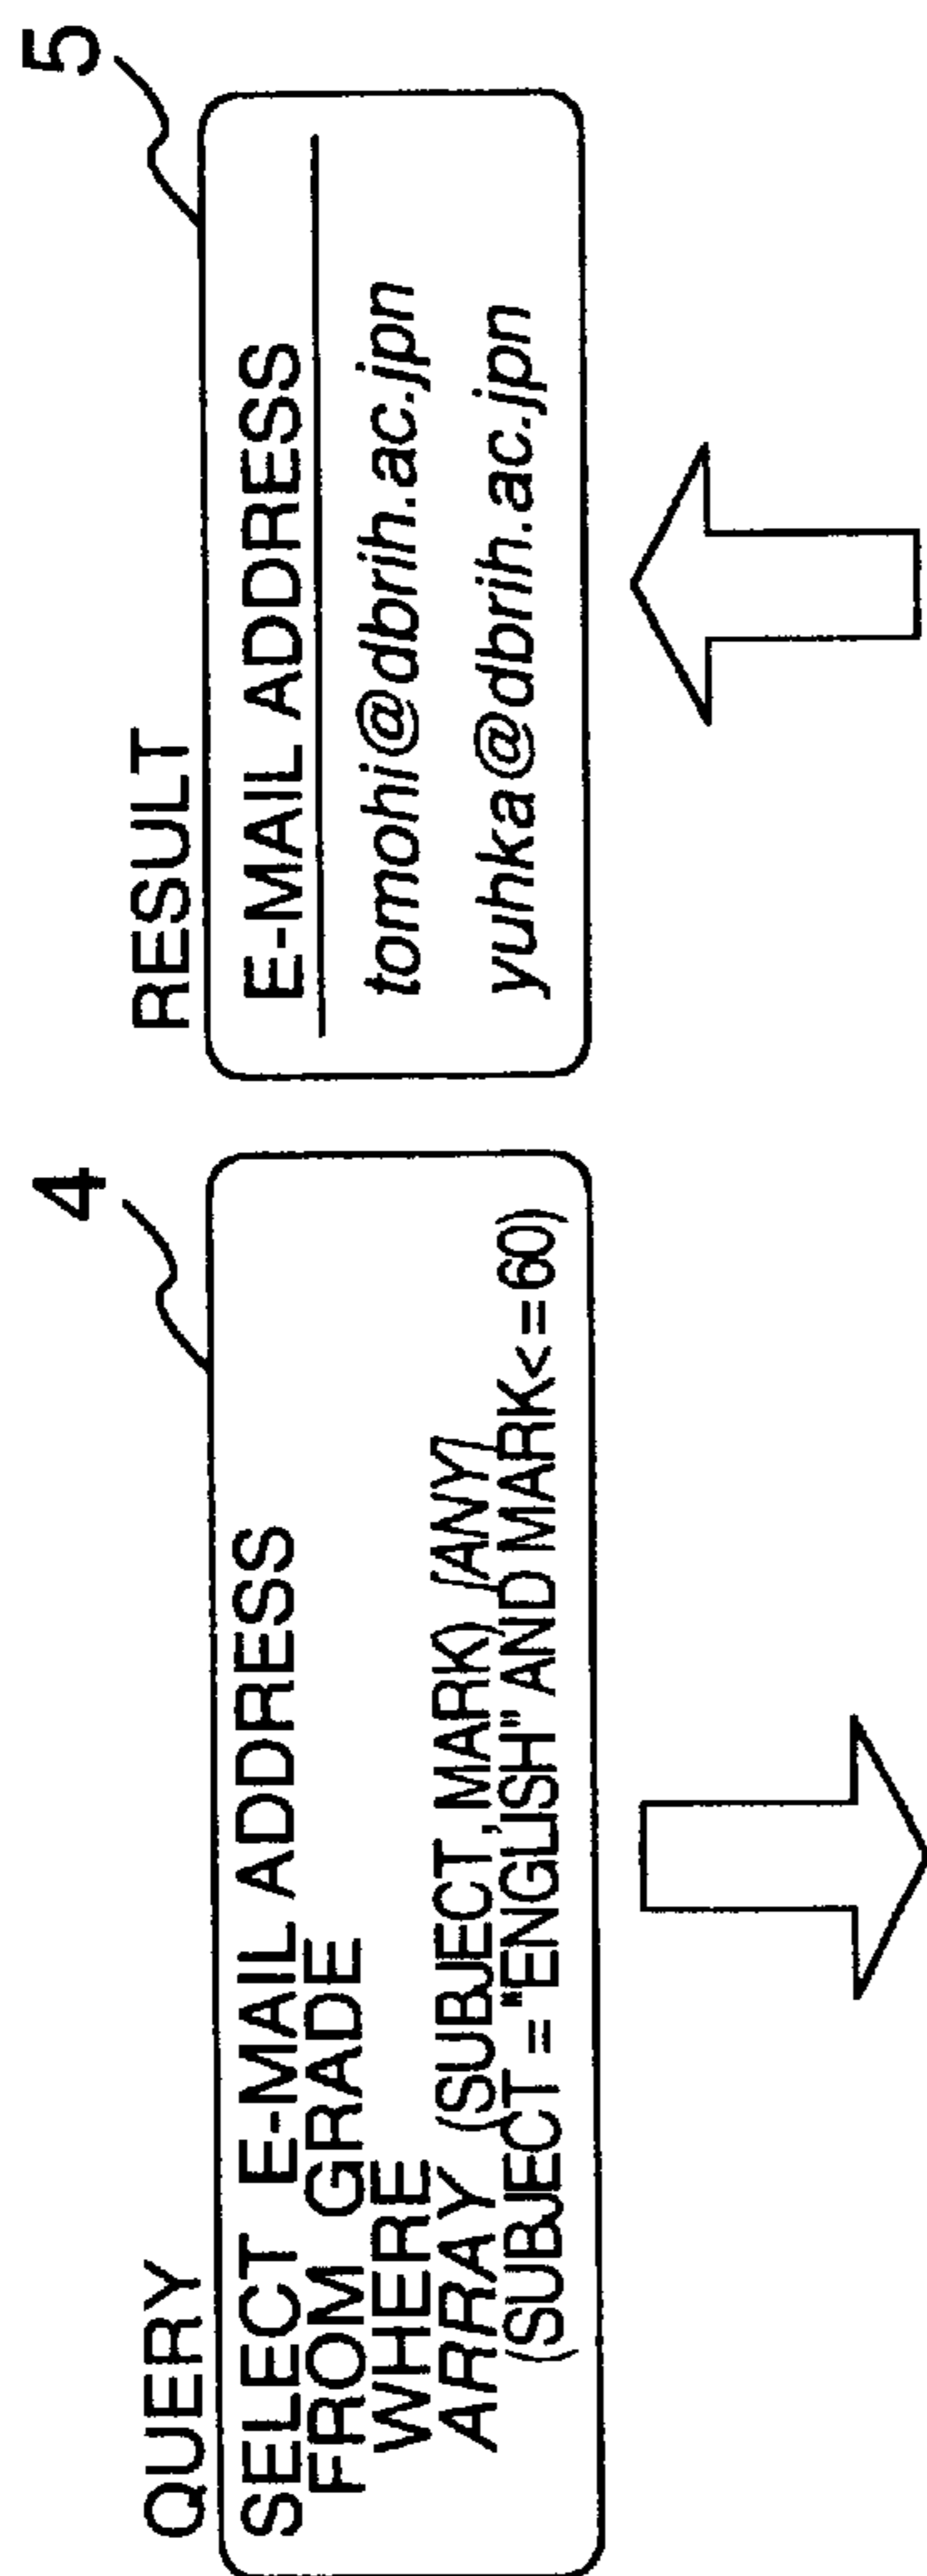 QUERY
4
SELECT E-MAIL ADDRESS
FROM GRADE
WHERE
ARRAY (SUBJECT, MARK) [ANY]
(SUBJECT = "ENGLISH" AND MARK<=60)
RESULT
5
E-MAIL ADDRESS
tomohi@dbrih.ac.jpn
yuhka@dbrih.ac.jpn